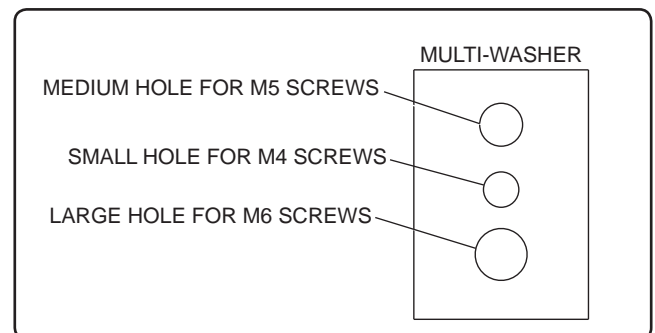 MULTI-WASHER
MEDIUM HOLE FOR M5 SCREWS
SMALL HOLE FOR M4 SCREWS
LARGE HOLE FOR M6 SCREWS